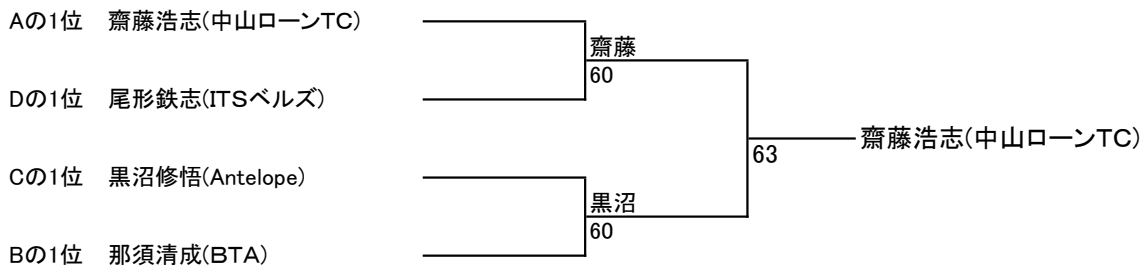 Aの1位 齋藤浩志(中山ローンTC)
齋藤
60
Dの1位 尾形鉄志(ITSベルズ)
63
齋藤浩志(中山ローンTC)
Cの1位 黒沼修悟(Antelope)
黒沼
60
Bの1位 那須清成(BTA)